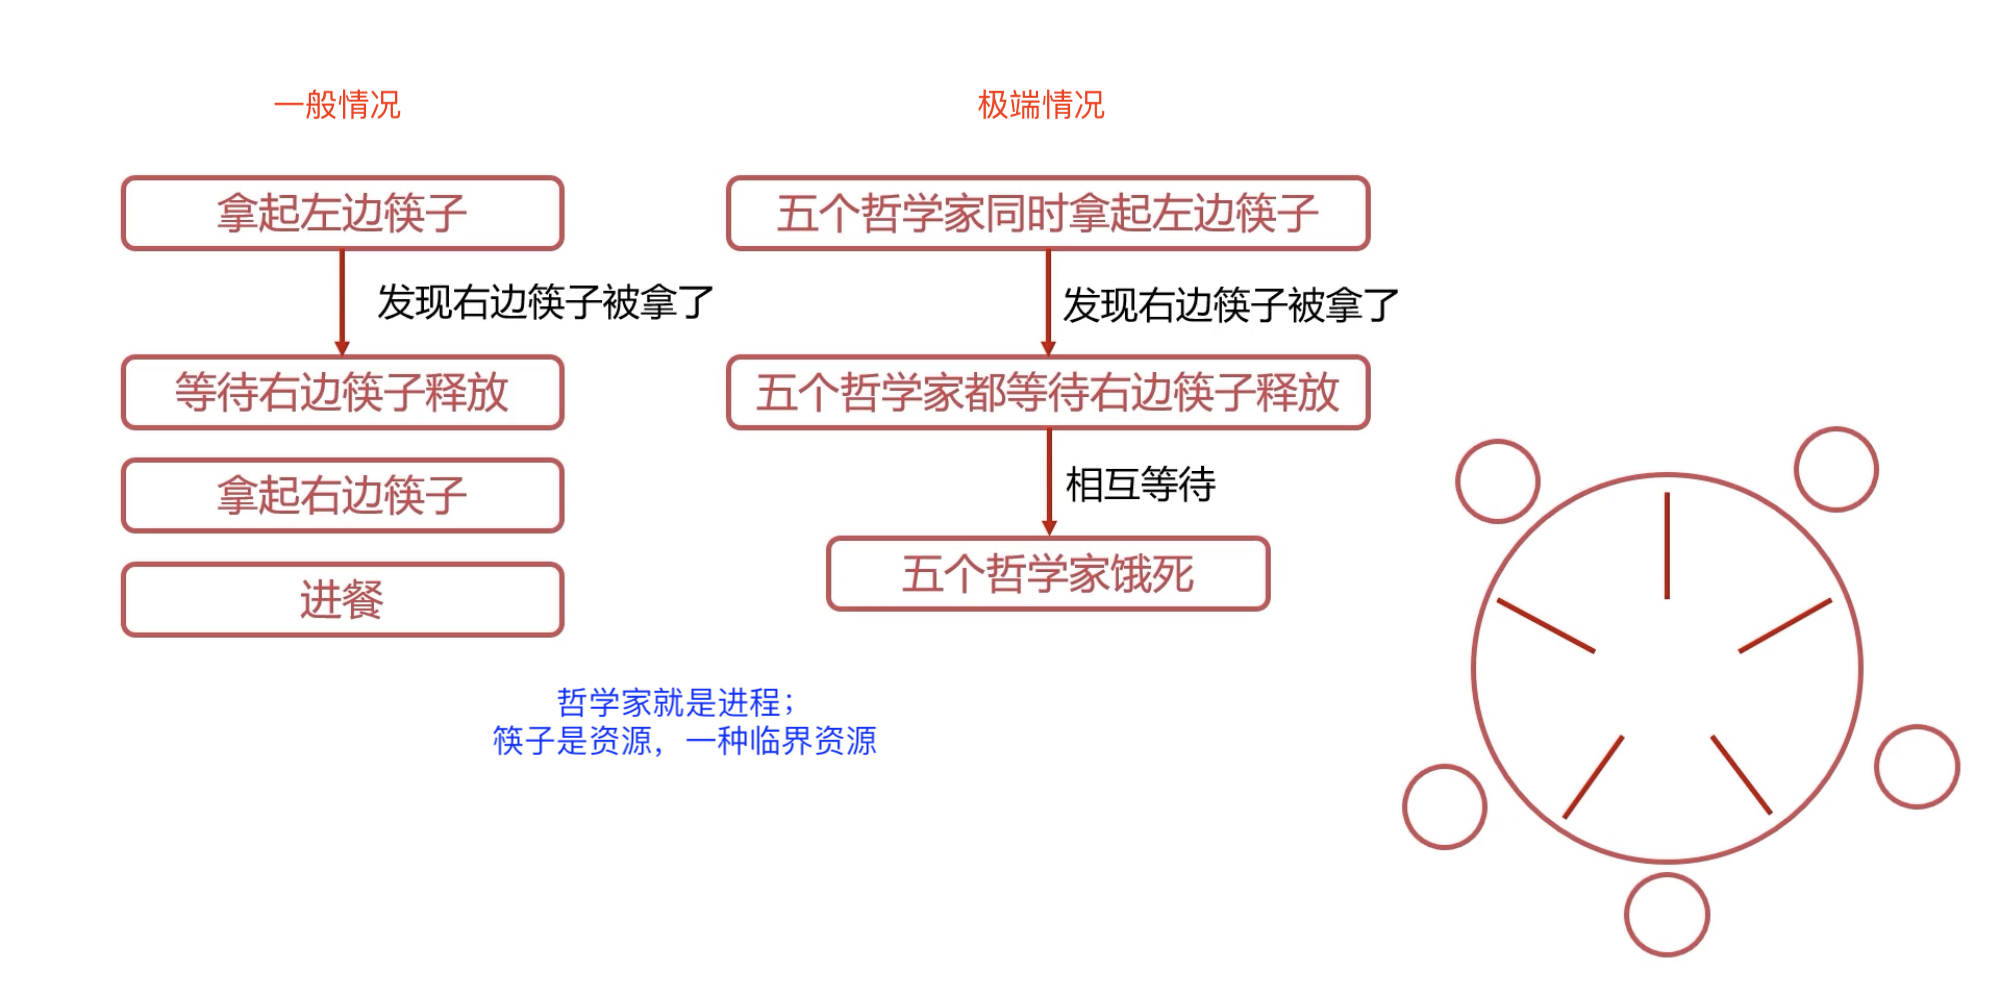 一般情况
拿起左边筷子
发现右边筷子被拿了
等待右边筷子释放
拿起右边筷子
进餐
极端情况
五个哲学家同时拿起左边筷子
发现右边筷子被拿了
五个哲学家都等待右边筷子释放
相互等待
五个哲学家饿死
哲学家就是进程；
筷子是资源，一种临界资源